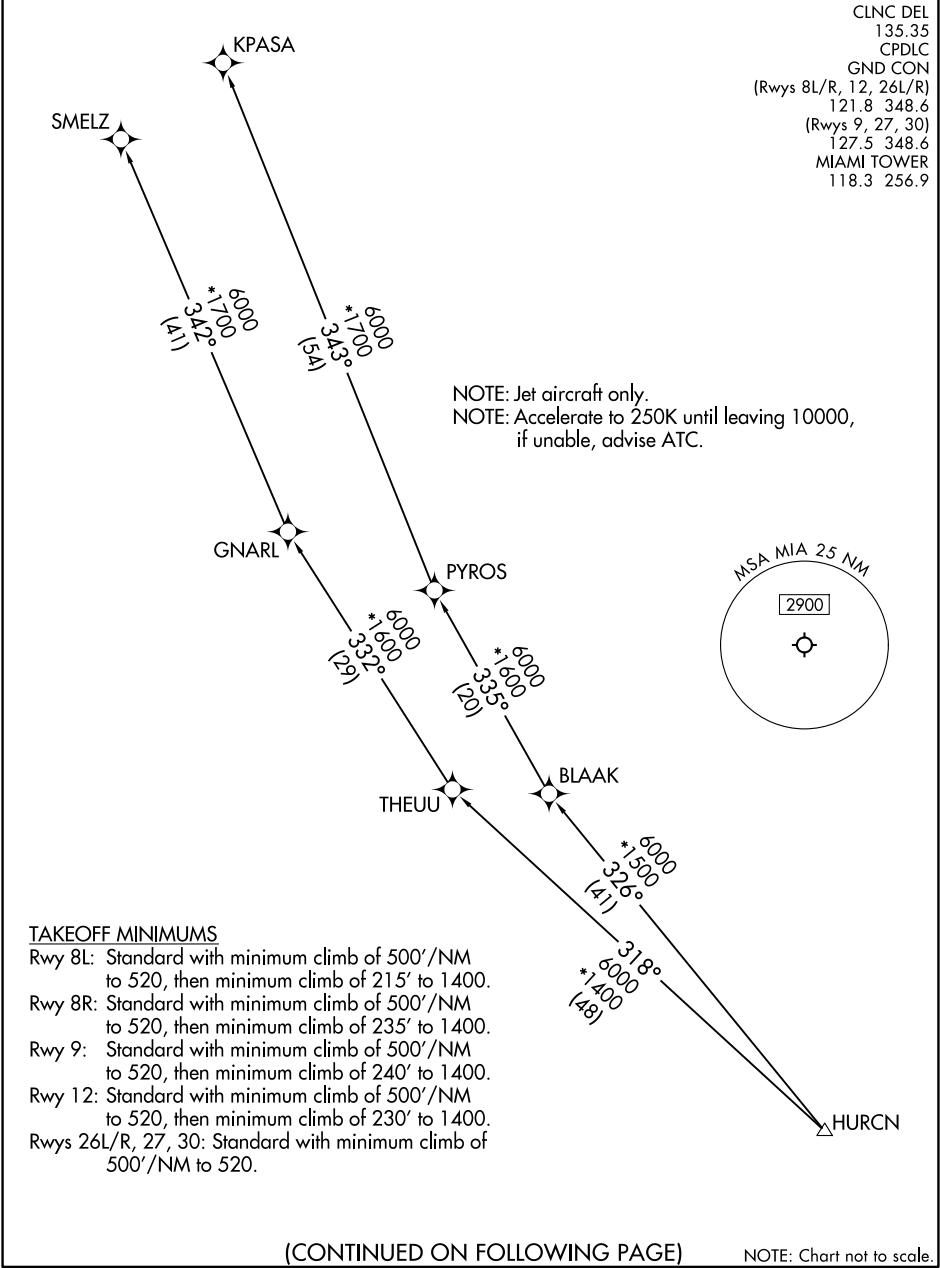 CLNC DEL
135.35
CPDLC
GND CON
(Rwys 8L/R, 12, 26L/R)
121.8 348.6
(Rwys 9, 27, 30)
127.5 348.6
MIAMI TOWER
118.3 256.9
KPASA
SMELZ
6000
*1700
342°
(41)
6000
*1700
343°
(54)
NOTE: Jet aircraft only.
NOTE: Accelerate to 250K until leaving 10000,
if unable, advise ATC.
GNARL
PYROS
MSA MIA 25 NM
2900
6000
*1600
332°
(29)
6000
*1600
335°
(20)
THEUU
BLAAK
6000
*1500
326°
(41)
318°
6000
*1400
(48)
HURCN
TAKEOFF MINIMUMS
Rwy 8L: Standard with minimum climb of 500'/NM
to 520, then minimum climb of 215' to 1400.
Rwy 8R: Standard with minimum climb of 500'/NM
to 520, then minimum climb of 235' to 1400.
Rwy 9: Standard with minimum climb of 500'/NM
to 520, then minimum climb of 240' to 1400.
Rwy 12: Standard with minimum climb of 500'/NM
to 520, then minimum climb of 230' to 1400.
Rwys 26L/R, 27, 30: Standard with minimum climb of
500'/NM to 520.
(CONTINUED ON FOLLOWING PAGE)
NOTE: Chart not to scale.